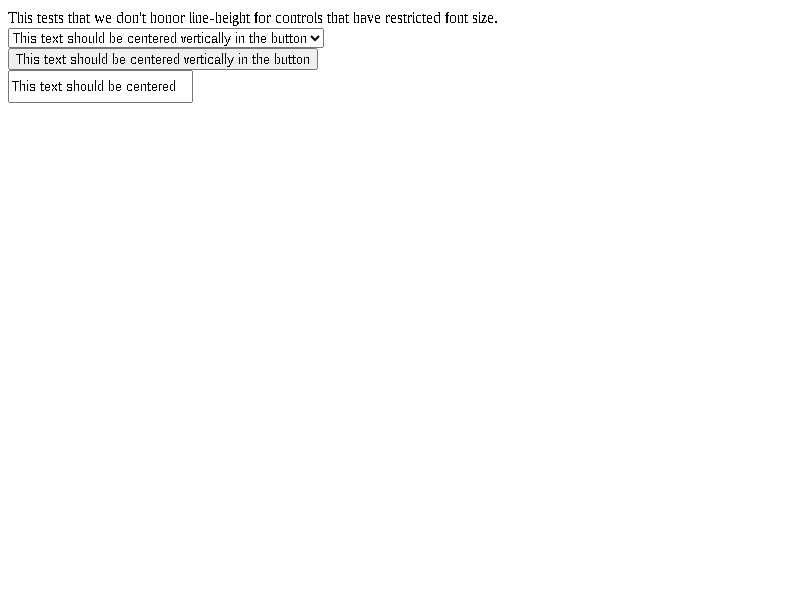 This tests that we don't honor line-height for controls that have restricted font size.
This text should be centered vertically in the button
This text should be centered vertically in the button
This text should be centered